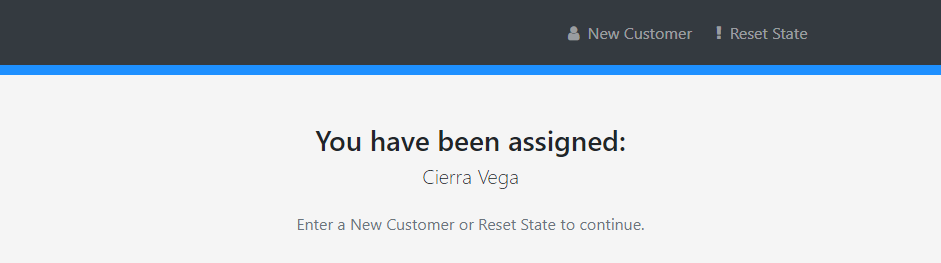 New Customer
Reset State
You have been assigned:
Cierra Vega
Enter a New Customer or Reset State to continue.